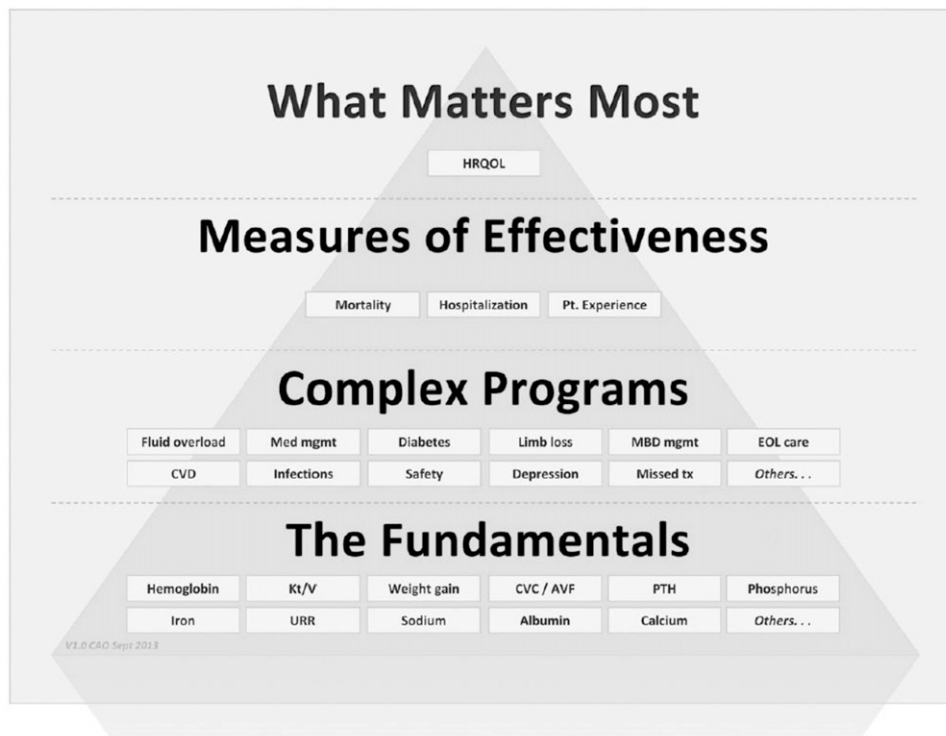 What Matters Most
HRQOL
Measures of Effectiveness
Mortality Hospitalization Pt. Experience
Complex Programs
Fluid overload Med mgmt Diabetes Limb loss MBD mgmt EOL care
CVD Infections Safety Depression Missed tx Others. . .
The Fundamentals
Hemoglobin Kt/V Weight gain CVC / AVF PTH Phosphorus
Iron URR Sodium Albumin Calcium Others. . .
V1.0 CAO Sept 2013